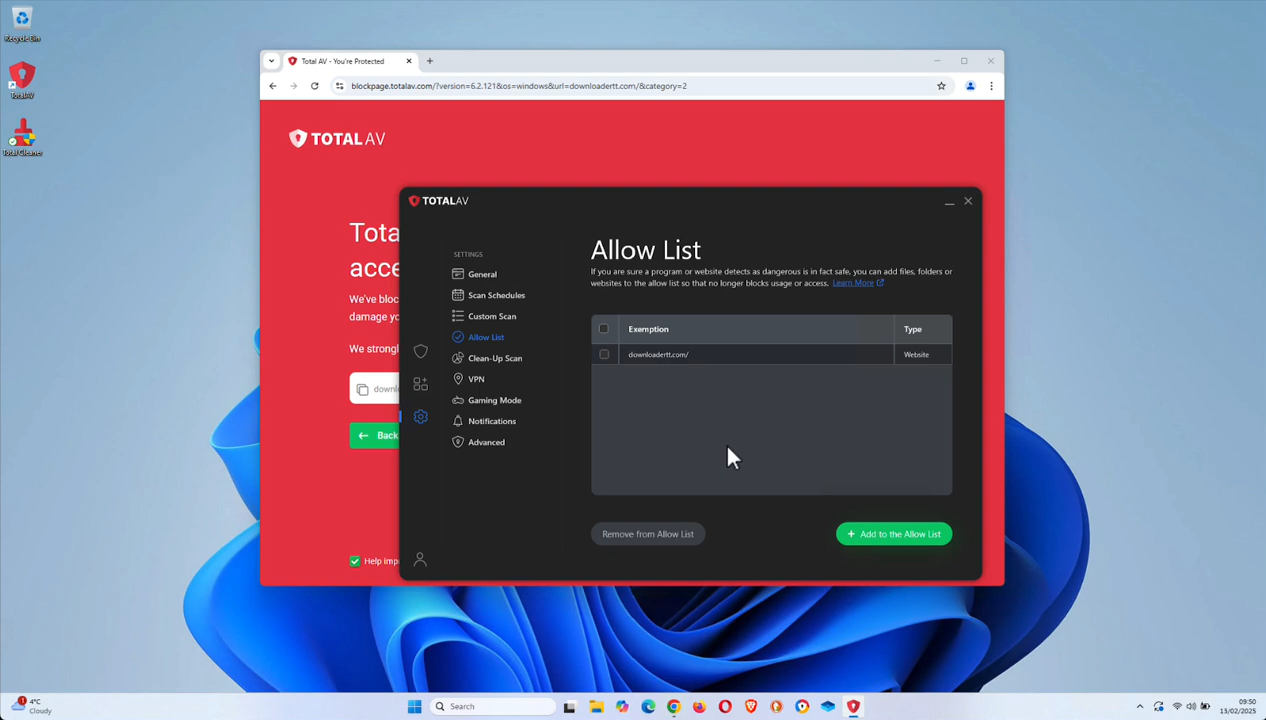 Recycle Bin
TotalAV
Total Cleaner
Total AV - You're Protected
blockpage.totalav.com/?version=6.2.121&os=windows&url=downloadertt.com/&category=2
TOTAL AV
Tota
acce
We've bloc
damage yo
We strongl
downlo
Back
Help Imp
TOTALAV
SETTINGS
General
Scan Schedules
Custom Scan
Allow List
Clean-Up Scan
VPN
Gaming Mode
Notifications
Advanced
Allow List
If you are sure a program or website detects as dangerous is in fact safe, you can add files, folders or
websites to the allow list so that no longer blocks usage or access. Learn More
Exemption Type
downloadertt.com/ Website
Remove from Allow List
+ Add to the Allow List
1
4°C
Cloudy
Search
09:50
13/02/2025